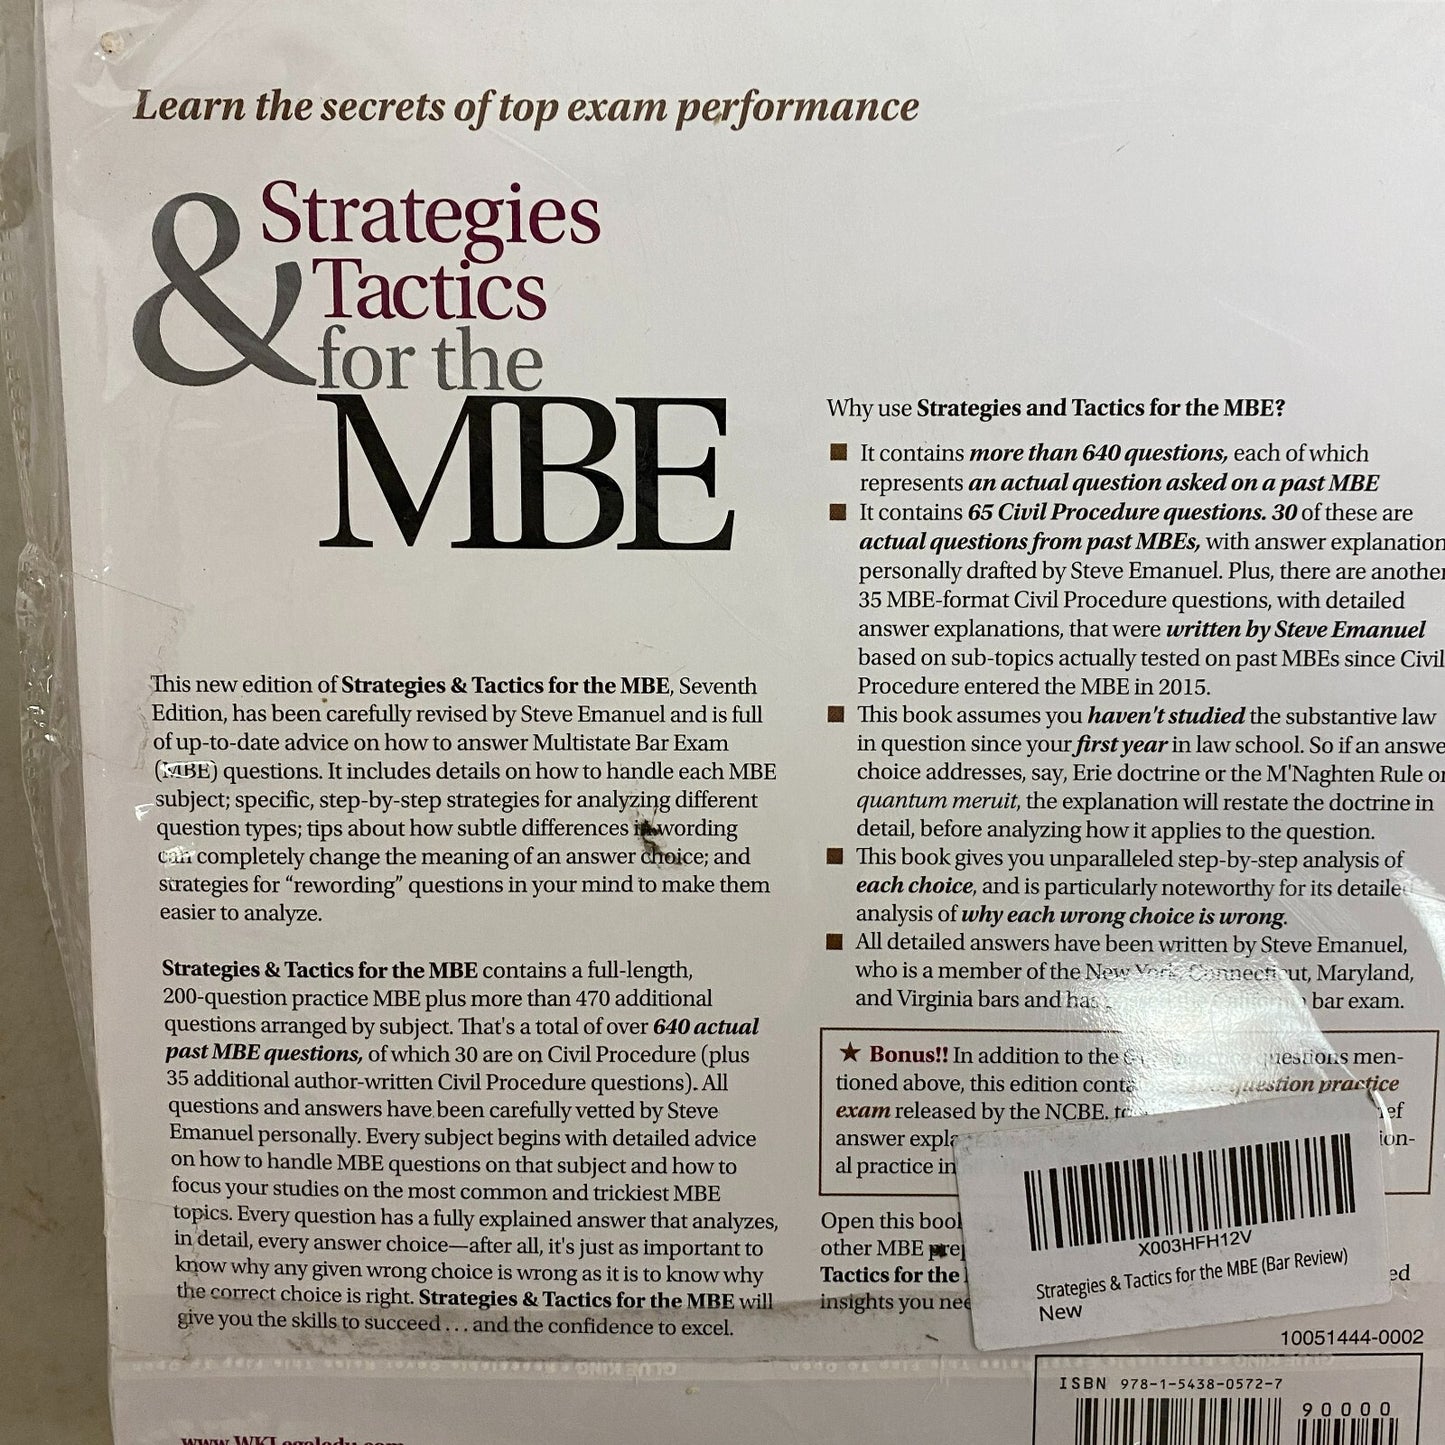 Learn the secrets of top exam performance
Strategies
& Tactics
for the
MBE
This new edition of Strategies & Tactics for the MBE, Seventh
Edition, has been carefully revised by Steve Emanuel and is full
of up-to-date advice on how to answer Multistate Bar Exam
(MBE) questions. It includes details on how to handle each MBE
subject; specific, step-by-step strategies for analyzing different
question types; tips about how subtle differences in wording
can completely change the meaning of an answer choice; and
strategies for “rewording” questions in your mind to make them
easier to analyze.
Strategies & Tactics for the MBE contains a full-length,
200-question practice MBE plus more than 470 additional
questions arranged by subject. That's a total of over 640 actual
past MBE questions, of which 30 are on Civil Procedure (plus
35 additional author-written Civil Procedure questions). All
questions and answers have been carefully vetted by Steve
Emanuel personally. Every subject begins with detailed advice
on how to handle MBE questions on that subject and how to
focus your studies on the most common and trickiest MBE
topics. Every question has a fully explained answer that analyzes,
in detail, every answer choice—after all, it's just as important to
know why any given wrong choice is wrong as it is to know why
the correct choice is right. Strategies & Tactics for the MBE will
give you the skills to succeed . . . and the confidence to excel.
Why use Strategies and Tactics for the MBE?
It contains more than 640 questions, each of which
represents an actual question asked on a past MBE
It contains 65 Civil Procedure questions. 30 of these are
actual questions from past MBEs, with answer explanation
personally drafted by Steve Emanuel. Plus, there are another
35 MBE-format Civil Procedure questions, with detailed
answer explanations, that were written by Steve Emanuel
based on sub-topics actually tested on past MBEs since Civil
Procedure entered the MBE in 2015.
This book assumes you haven't studied the substantive law
in question since your first year in law school. So if an answe
choice addresses, say, Erie doctrine or the M'Naghten Rule or
quantum meruit, the explanation will restate the doctrine in
detail, before analyzing how it applies to the question.
This book gives you unparalleled step-by-step analysis of
each choice, and is particularly noteworthy for its detailed
analysis of why each wrong choice is wrong.
All detailed answers have been written by Steve Emanuel,
who is a member of the New York, Connecticut, Maryland,
and Virginia bars and has the California bar exam.
★ Bonus!! In addition to the practice questions men-
tioned above, this edition conta -question practice
exam released by the NCBE, ef
answer expla ion-
al practice in
Open this book
other MBE prep
Tactics for the ed
insights you nee
X003HFH12V
Strategies & Tactics for the MBE (Bar Review)
New
10051444-0002
ISBN 978-1-5438-0572-7
90000
www.WKLegaledu.com